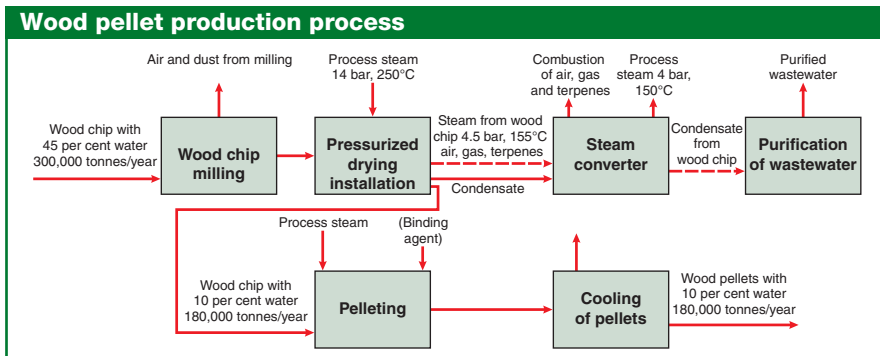 Wood pellet production process
Air and dust from milling
Process steam
14 bar, 250°C
Combustion
of air, gas
and terpenes
Process
steam 4 bar,
150°C
Purified
wastewater
Wood chip with
45 per cent water
300,000 tonnes/year
Wood chip
milling
Pressurized
drying
installation
Steam from wood
chip 4.5 bar, 155°C
air, gas, terpenes
Condensate
Steam
converter
Condensate
from
wood chip
Purification
of wastewater
Process steam
(Binding
agent)
Wood chip with
10 per cent water
180,000 tonnes/year
Pelleting
Cooling
of pellets
Wood pellets with
10 per cent water
180,000 tonnes/year